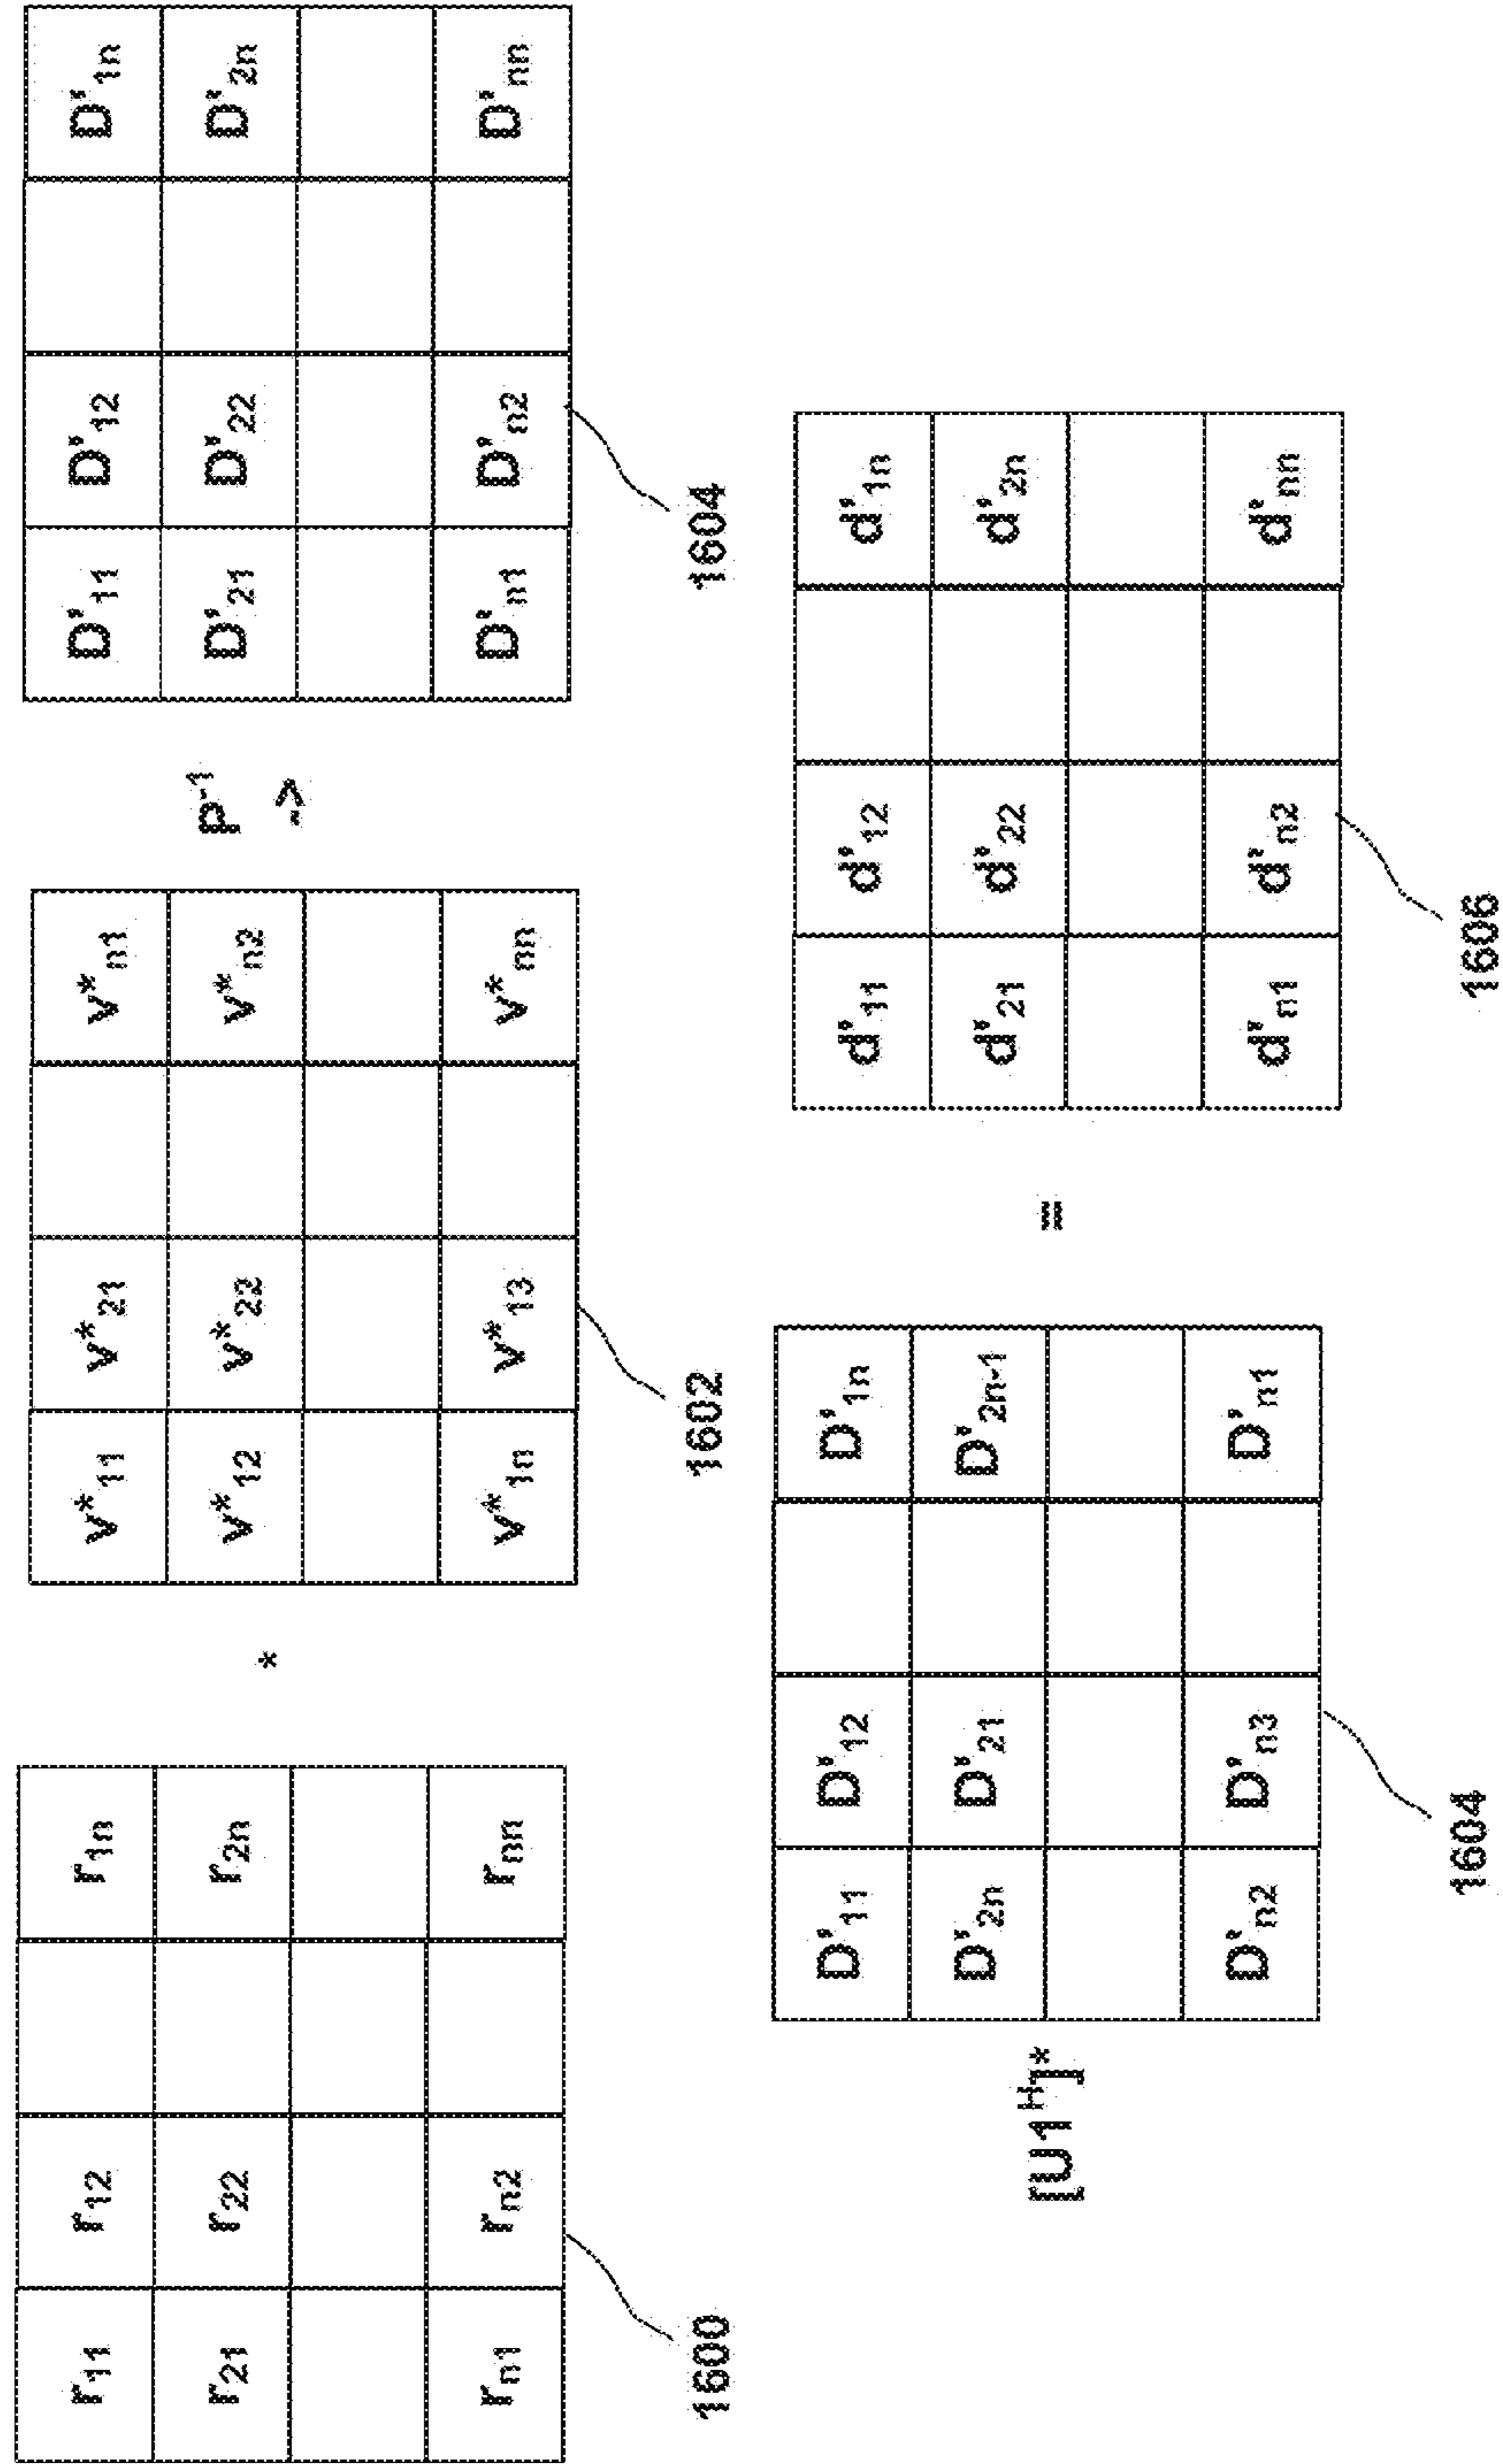 r11 r12 r1n
r21 r22 r2n
rn1 rn2 rnn
1600
*
v*11 v*21 v*n1
v*12 v*22 v*n2
v*1n v*13 v*nn
1602
P-1
->
D'11 D'12 D'1n
D'21 D'22 D'2n
D'n1 D'n2 D'nn
1604
[U1H]*
D'11 D'12 D'1n
D'2n D'21 D'2n-1
D'n2 D'n3 D'n1
1604
=
d'11 d'12 d'1n
d'21 d'22 d'2n
d'n1 d'n2 d'nn
1606